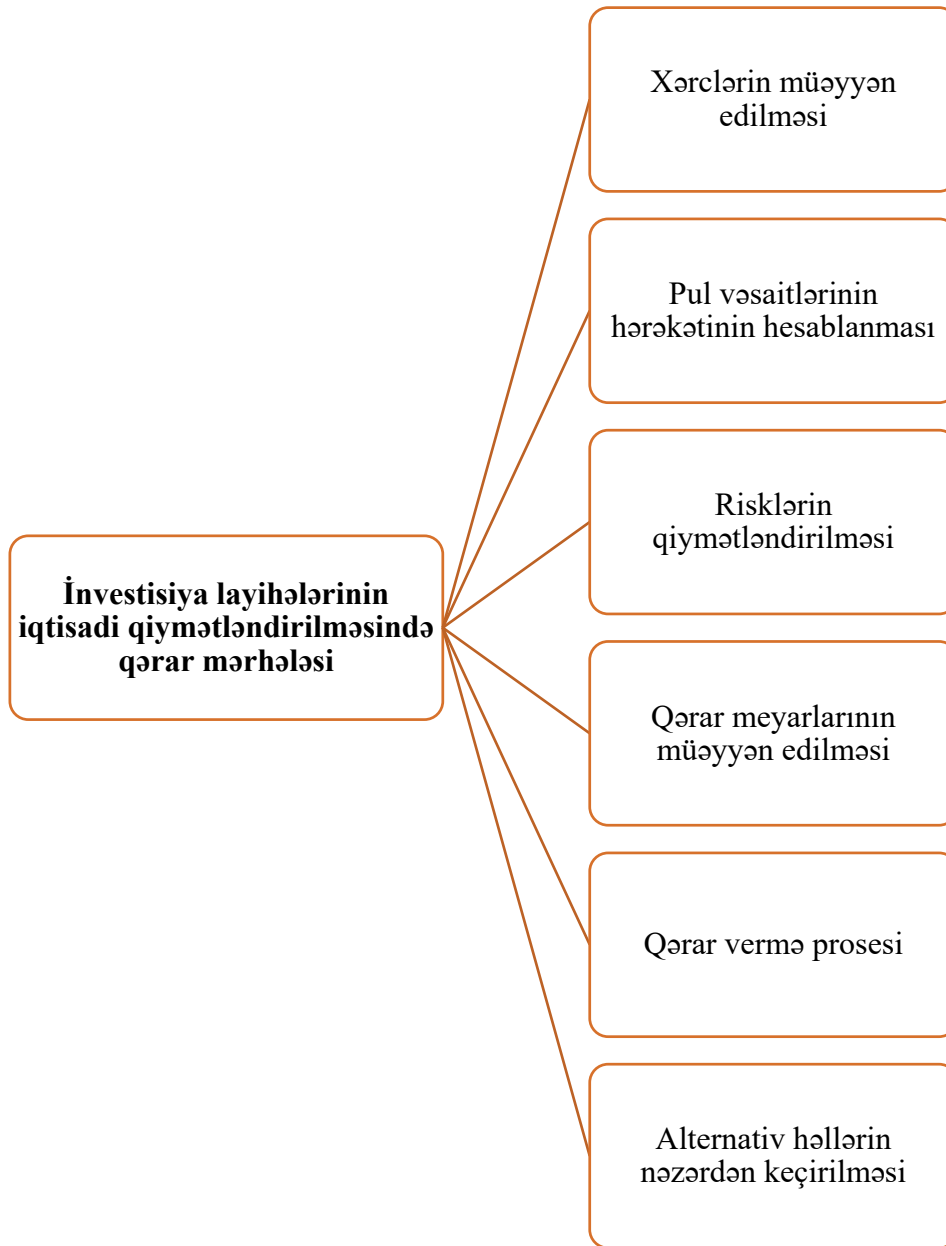 Xərclərin müəyyən
edilməsi
Pul vəsaitlərinin
hərəkətinin hesablanması
Risklərin
qiymətləndirilməsi
İnvestisiya layihələrinin
iqtisadi qiymətləndirilməsində
qərar mərhələsi
Qərar meyarlarının
müəyyən edilməsi
Qərar vermə prosesi
Alternativ həllərin
nəzərdən keçirilməsi